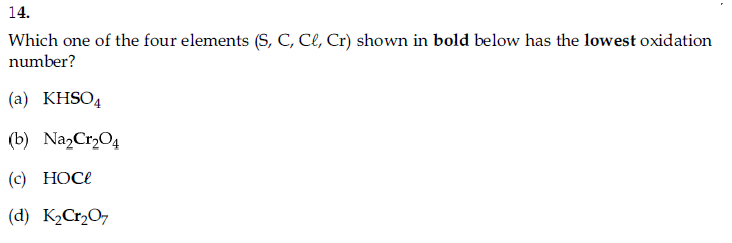 14.
Which one of the four elements (S, C, Cℓ, Cr) shown in bold below has the lowest oxidation
number?
(a) KHSO₄
(b) Na₂Cr₂O₄
(c) HOCℓ
(d) K₂Cr₂O₇